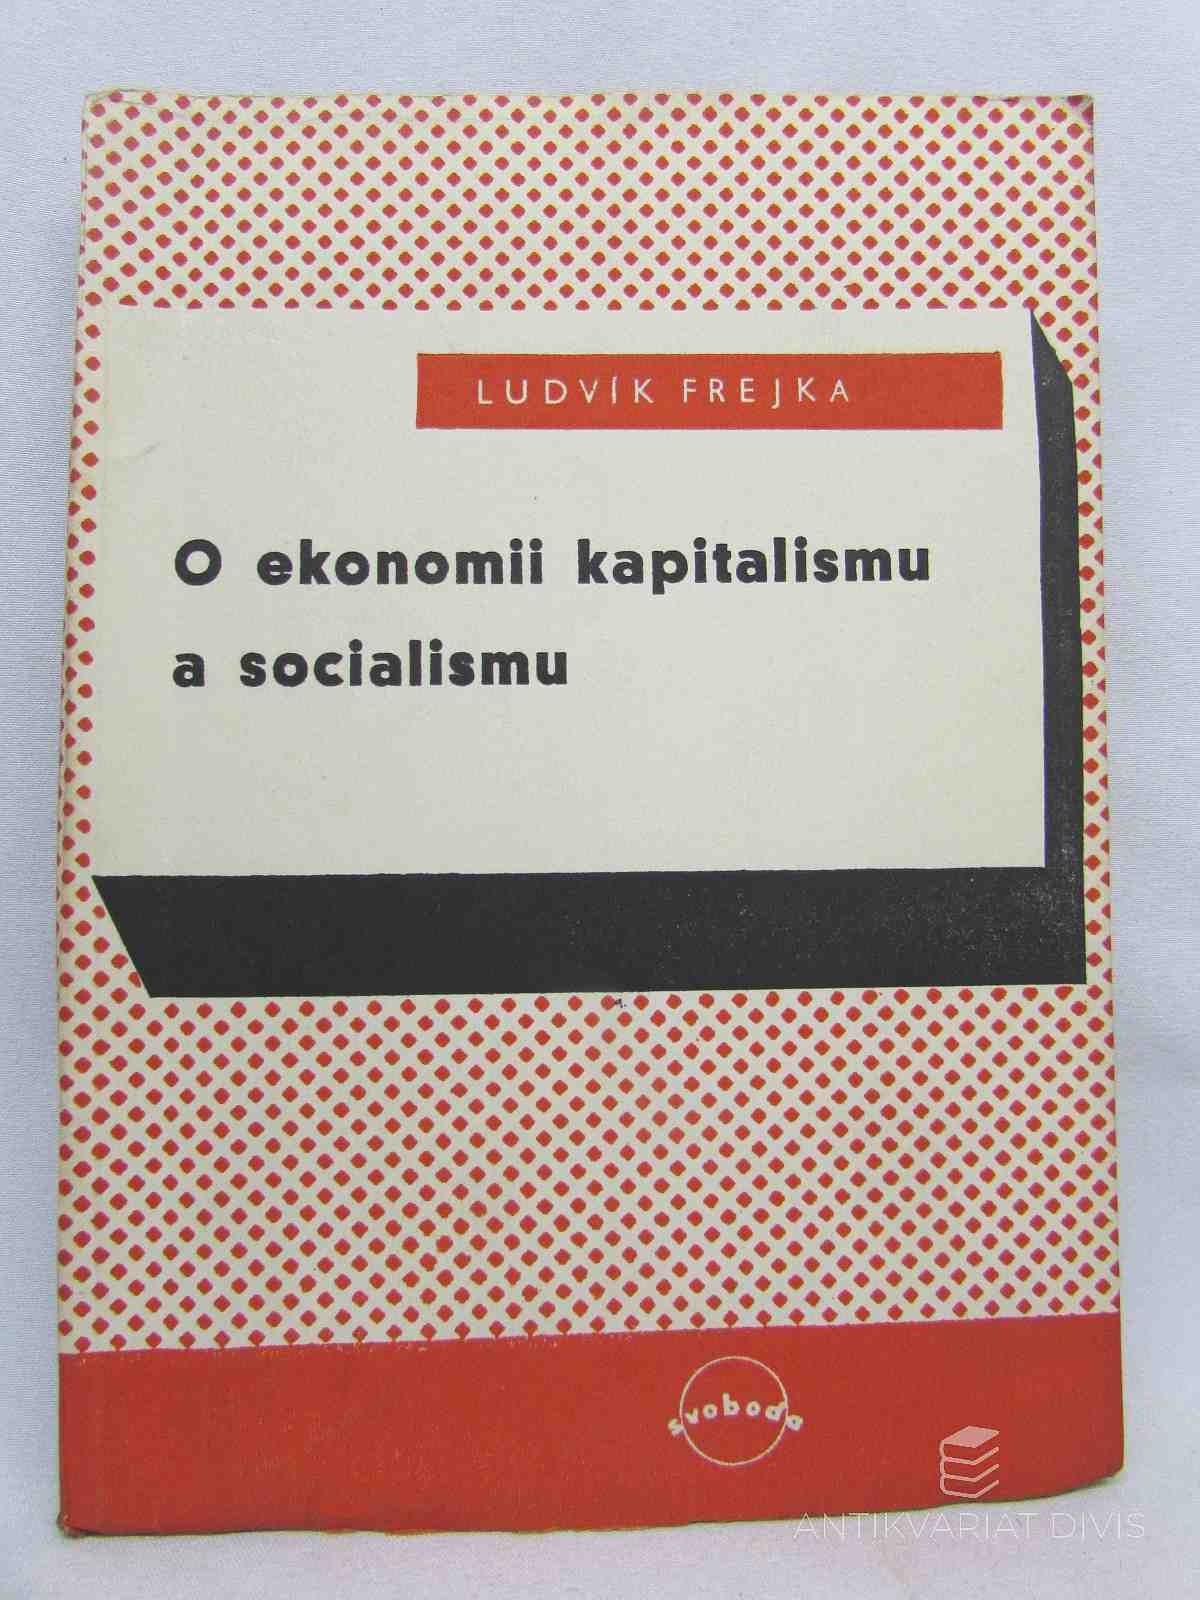 LUDVÍK FREJKA
O ekonomii kapitalismu
a socialismu
svoboda
ANTIKVARIAT DIVIS